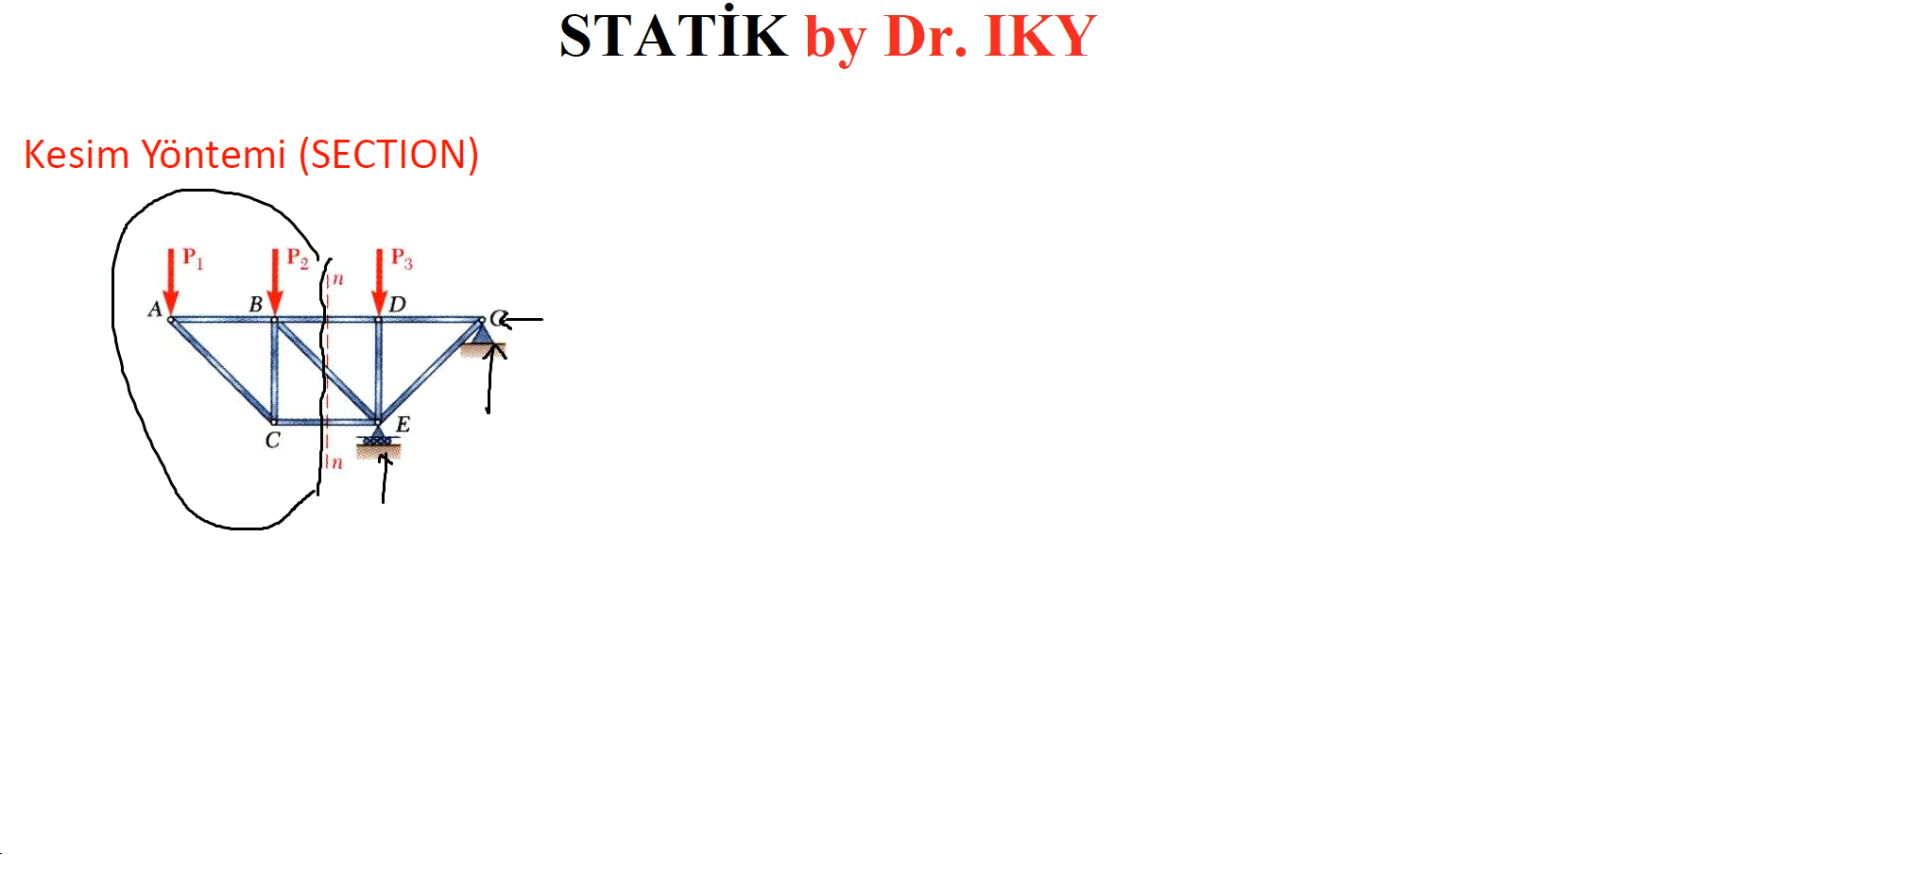 STATİK by Dr. IKY
Kesim Yöntemi (SECTION)
P1 P2 P3
n
A B D
C E
n